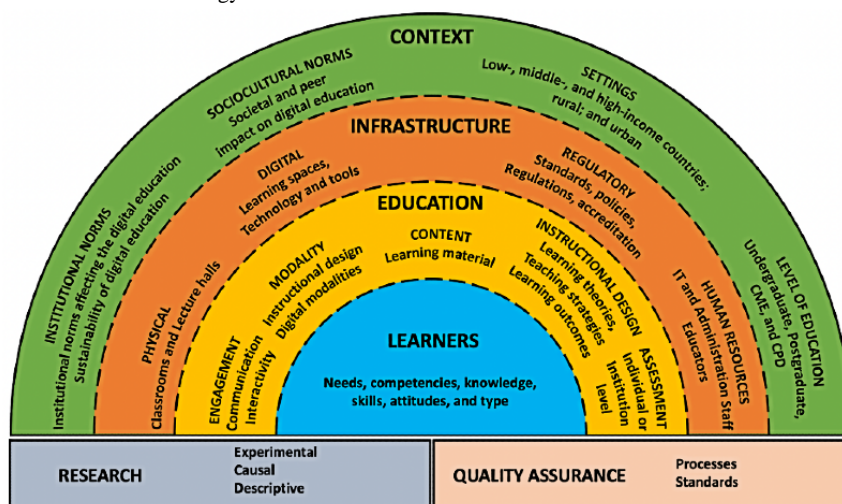 CONTEXT
INSTITUTIONAL NORMS
Institutional norms affecting the digital education
Sustainability of digital education
SOCIOCULTURAL NORMS
Societal and peer
impact on digital education
SETTINGS
Low-, middle-, and high-income countries;
rural; and urban
LEVEL OF EDUCATION
Undergraduate, Postgraduate,
CME, and CPD
INFRASTRUCTURE
PHYSICAL
Classrooms and Lecture halls
DIGITAL
Learning spaces,
Technology and tools
REGULATORY
Standards, policies,
Regulations, accreditation
HUMAN RESOURCES
IT and Administration Staff
Educators
EDUCATION
ENGAGEMENT
Communication
Interactivity
MODALITY
Instructional design
Digital modalities
CONTENT
Learning material
INSTRUCTIONAL DESIGN
Learning theories,
Teaching strategies
Learning outcomes
ASSESSMENT
Individual or
Institution
level
LEARNERS
Needs, competencies, knowledge,
skills, attitudes, and type
RESEARCH
Experimental
Causal
Descriptive
QUALITY ASSURANCE
Processes
Standards